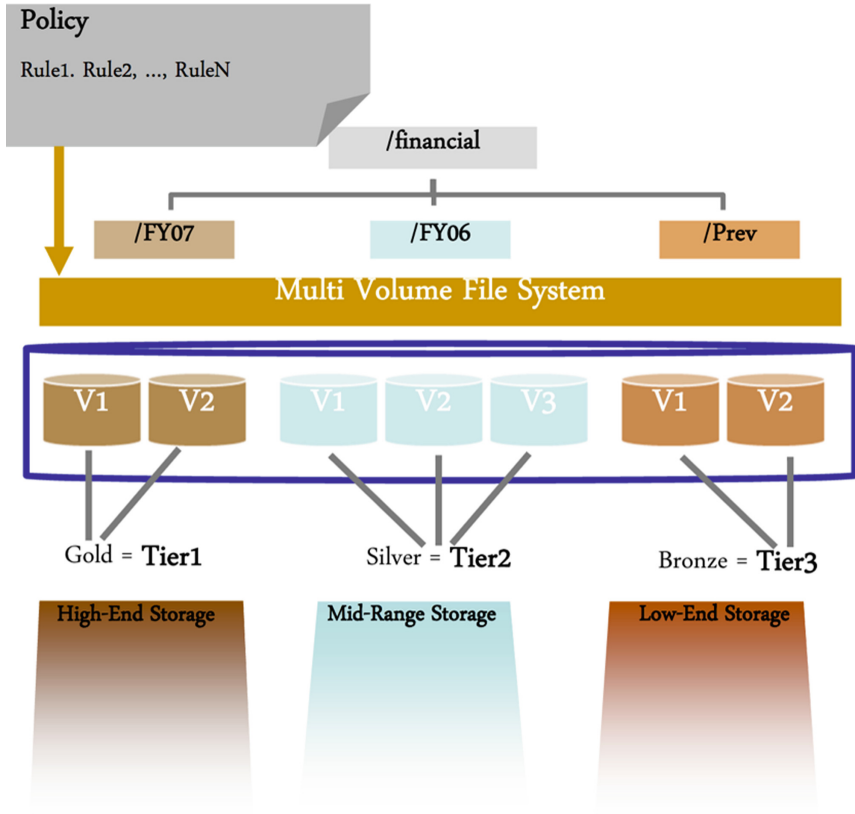 Policy
Rule1. Rule2, ..., RuleN
/financial
/FY07 /FY06 /Prev
Multi Volume File System
V1 V2 V1 V2 V3 V1 V2
Gold = Tier1 Silver = Tier2 Bronze = Tier3
High-End Storage Mid-Range Storage Low-End Storage